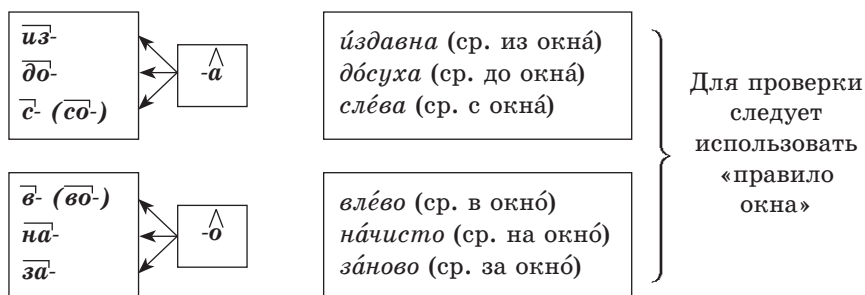 из-
до-
с- (со-)
-а
и́здавна (ср. из окна́)
до́суха (ср. до окна́)
сле́ва (ср. с окна́)
в- (во-)
на-
за-
-о
вле́во (ср. в окно́)
на́чисто (ср. на окно́)
за́ново (ср. за окно́)
Для проверки
следует
использовать
«правило
окна»